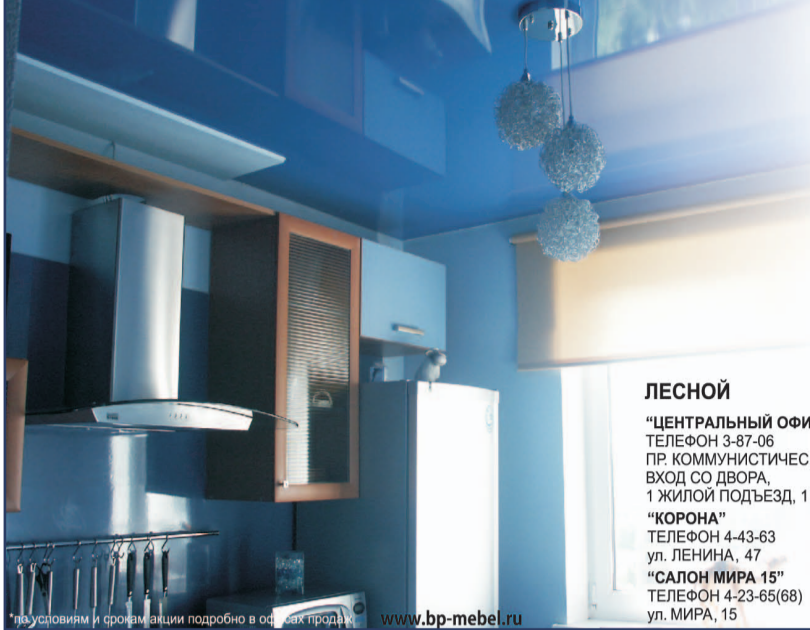 ЛЕСНОЙ
“ЦЕНТРАЛЬНЫЙ
ТЕЛЕФОН 3-87-06
ПР.
ВХОД СО ДВОРА,
1 ЖИЛОЙ ПОДЪЕЗД, 1
“КОРОНА”
ТЕЛЕФОН 4-43-63
ул. ЛЕНИНА, 47
“САЛОН МИРА 15”
ТЕЛЕФОН 4-23-65(68)
ул. МИРА, 15
*по условиям и срокам акции подробно в офисах продаж
www.bp-mebel.ru